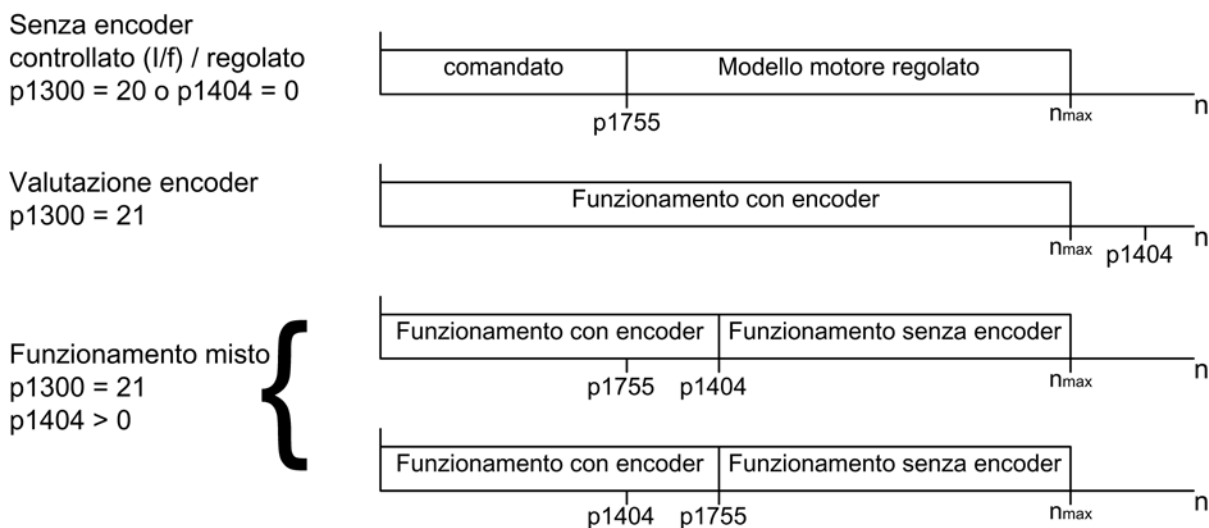 Senza encoder
controllato (I/f) / regolato
p1300 = 20 o p1404 = 0
comandato
Modello motore regolato
p1755
nmax
n
Valutazione encoder
p1300 = 21
Funzionamento con encoder
nmax
p1404
n
Funzionamento misto
p1300 = 21
p1404 > 0
Funzionamento con encoder
Funzionamento senza encoder
p1755
p1404
nmax
n
Funzionamento con encoder
Funzionamento senza encoder
p1404
p1755
nmax
n